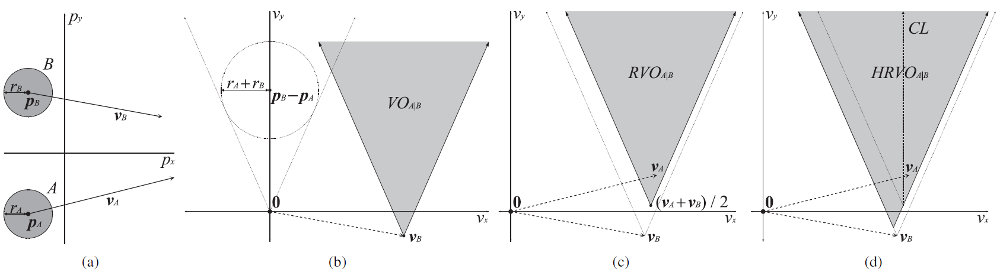 p_y
B
r_B
p_B
v_B
p_x
A
r_A
v_A
p_A
(a)
v_y
r_A+r_B
p_B−p_A
VO_A|B
0
v_x
v_B
(b)
v_y
RVO_A|B
v_A
0
(v_A+v_B) / 2
v_x
v_B
(c)
v_y
CL
HRVO_A|B
v_A
0
v_x
v_B
(d)